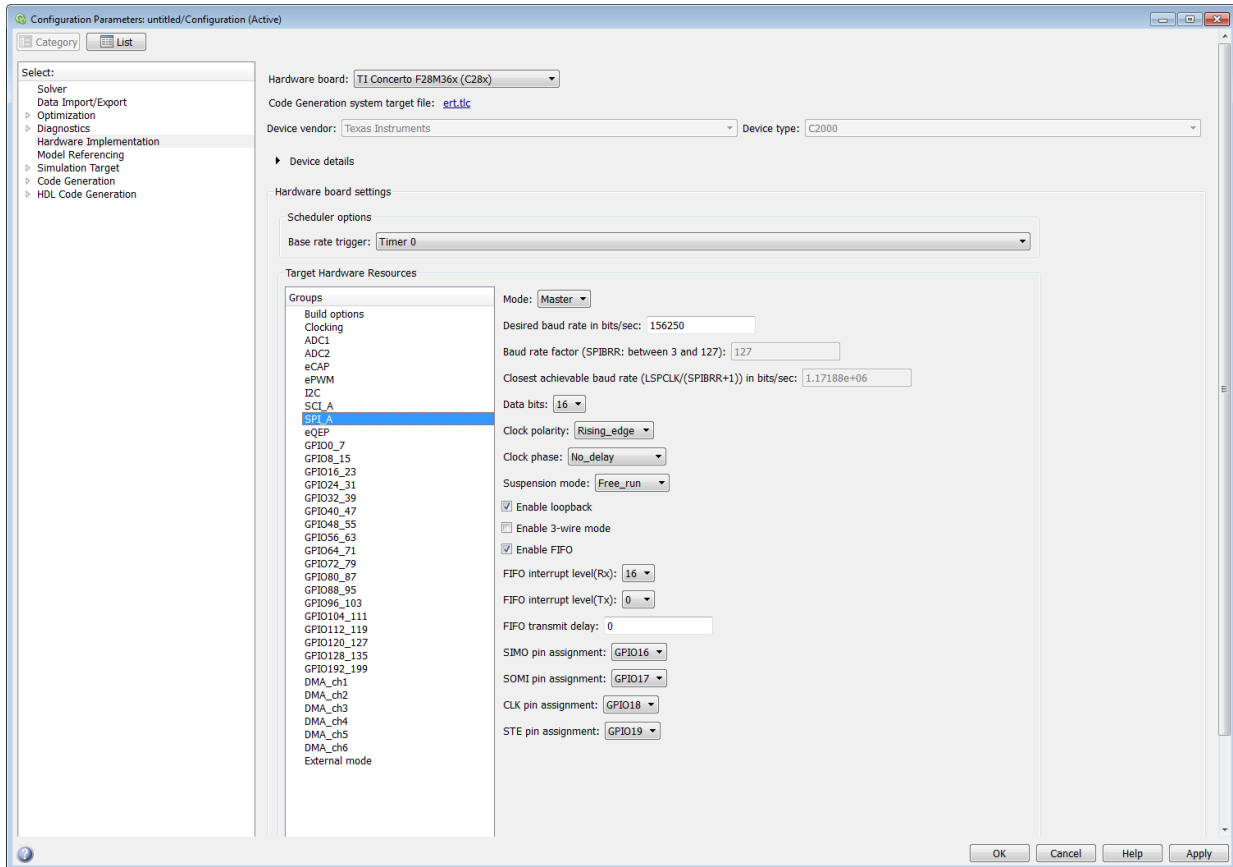 Configuration Parameters: untitled/Configuration (Active)
Category
List
Select:
Solver
Data Import/Export
Optimization
Diagnostics
Hardware Implementation
Model Referencing
Simulation Target
Code Generation
HDL Code Generation
Hardware board: TI Concerto F28M36x (C28x)
Code Generation system target file: ert.tlc
Device vendor: Texas Instruments Device type: C2000
Device details
Hardware board settings
Scheduler options
Base rate trigger: Timer 0
Target Hardware Resources
Groups
Build options
Clocking
ADC1
ADC2
eCAP
ePWM
I2C
SCI_A
SPI_A
eQEP
GPIO0_7
GPIO8_15
GPIO16_23
GPIO24_31
GPIO32_39
GPIO40_47
GPIO48_55
GPIO56_63
GPIO64_71
GPIO72_79
GPIO80_87
GPIO88_95
GPIO96_103
GPIO104_111
GPIO112_119
GPIO120_127
GPIO128_135
GPIO192_199
DMA_ch1
DMA_ch2
DMA_ch3
DMA_ch4
DMA_ch5
DMA_ch6
External mode
Mode: Master
Desired baud rate in bits/sec: 156250
Baud rate factor (SPIBRR: between 3 and 127): 127
Closest achievable baud rate (LSPCLK/(SPIBRR+1)) in bits/sec: 1.17188e+06
Data bits: 16
Clock polarity: Rising_edge
Clock phase: No_delay
Suspension mode: Free_run
Enable loopback
Enable 3-wire mode
Enable FIFO
FIFO interrupt level(Rx): 16
FIFO interrupt level(Tx): 0
FIFO transmit delay: 0
SIMO pin assignment: GPIO16
SOMI pin assignment: GPIO17
CLK pin assignment: GPIO18
STE pin assignment: GPIO19
OK Cancel Help Apply